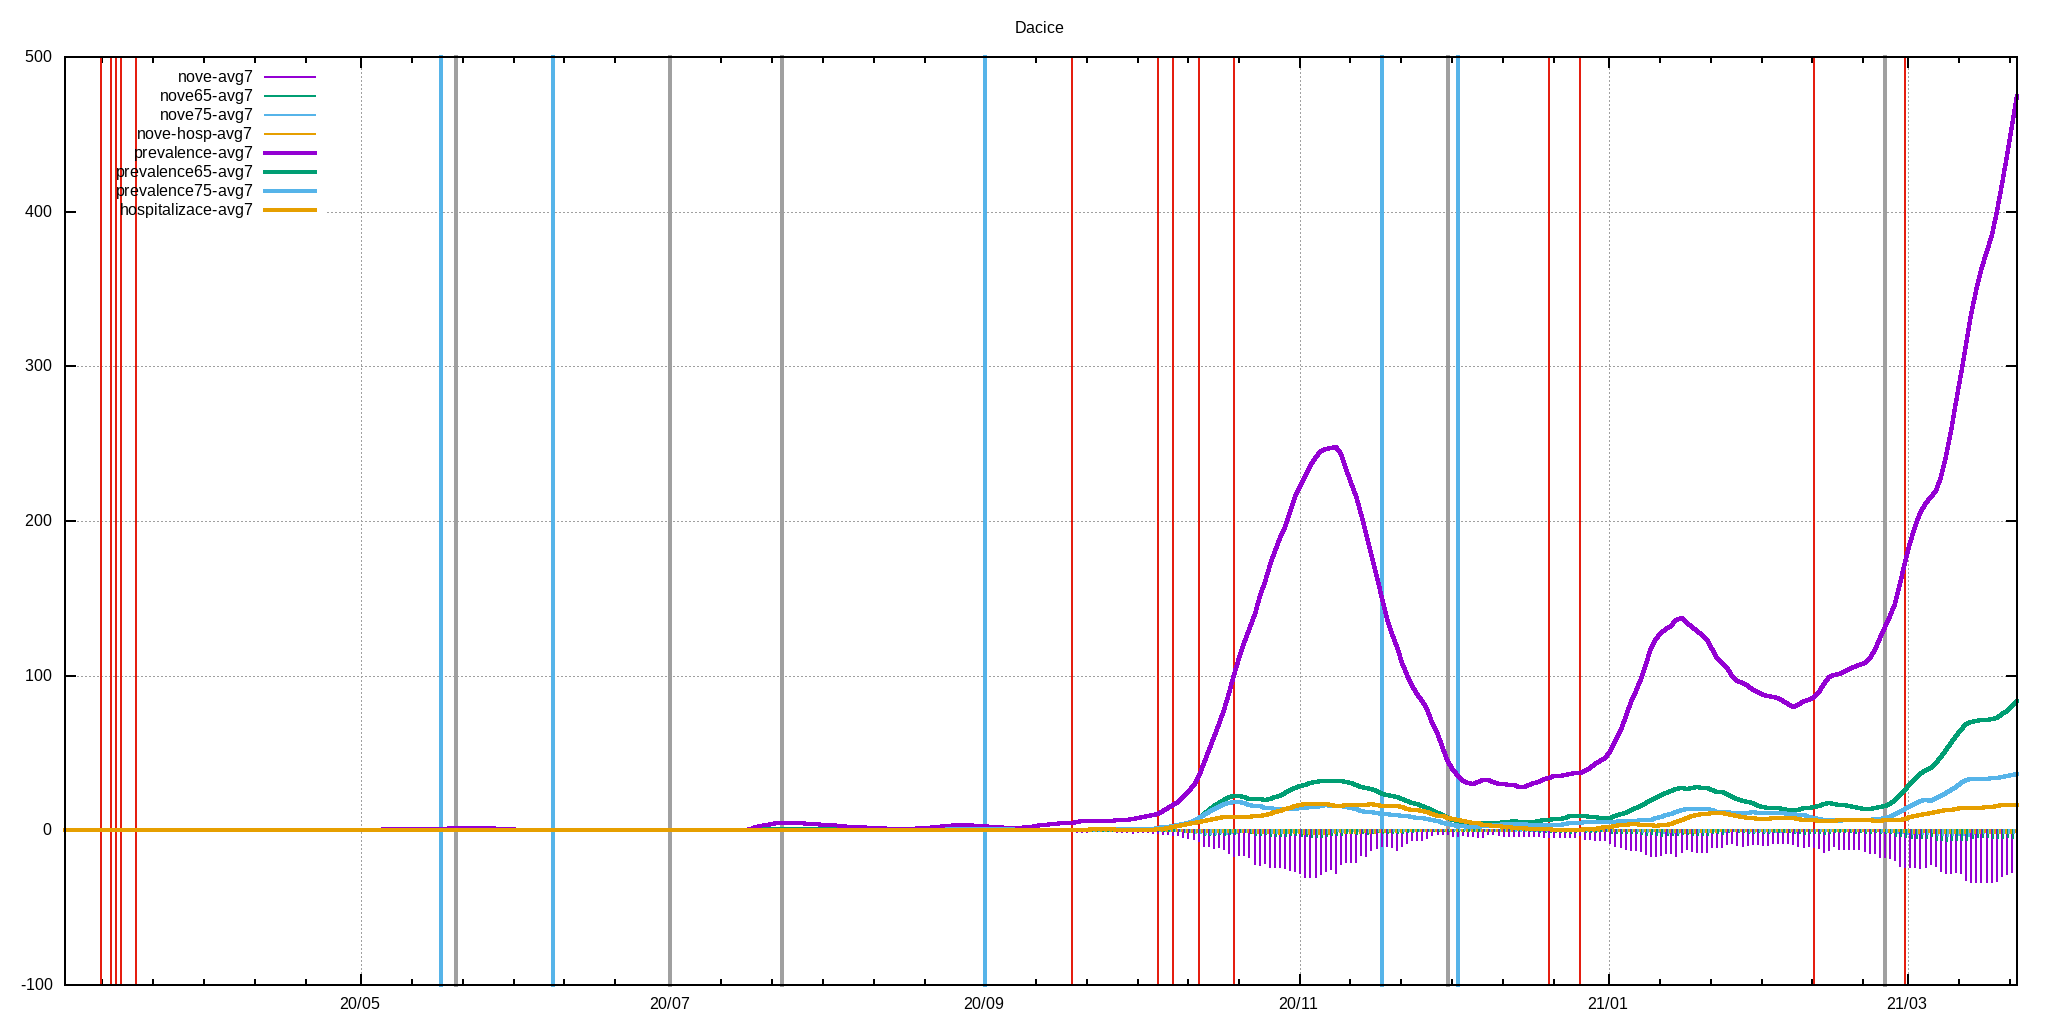 Dacice
500
400
300
200
100
0
-100
nove-avg7
nove65-avg7
nove75-avg7
nove-hosp-avg7
prevalence-avg7
prevalence65-avg7
prevalence75-avg7
hospitalizace-avg7
20/05
20/07
20/09
20/11
21/01
21/03